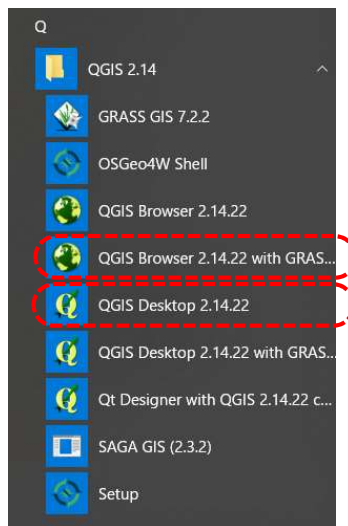 Q
QGIS 2.14
GRASS GIS 7.2.2
OSGeo4W Shell
QGIS Browser 2.14.22
QGIS Browser 2.14.22 with GRAS...
QGIS Desktop 2.14.22
QGIS Desktop 2.14.22 with GRAS...
Qt Designer with QGIS 2.14.22 c...
SAGA GIS (2.3.2)
Setup